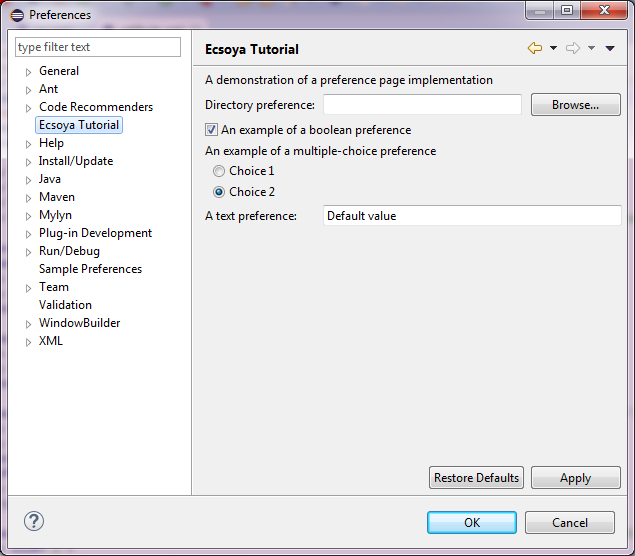 Preferences
type filter text
General
Ant
Code Recommenders
Ecsoya Tutorial
Help
Install/Update
Java
Maven
Mylyn
Plug-in Development
Run/Debug
Sample Preferences
Team
Validation
WindowBuilder
XML
Ecsoya Tutorial
A demonstration of a preference page implementation
Directory preference: Browse...
An example of a boolean preference
An example of a multiple-choice preference
Choice 1
Choice 2
A text preference: Default value
Restore Defaults Apply
? OK Cancel